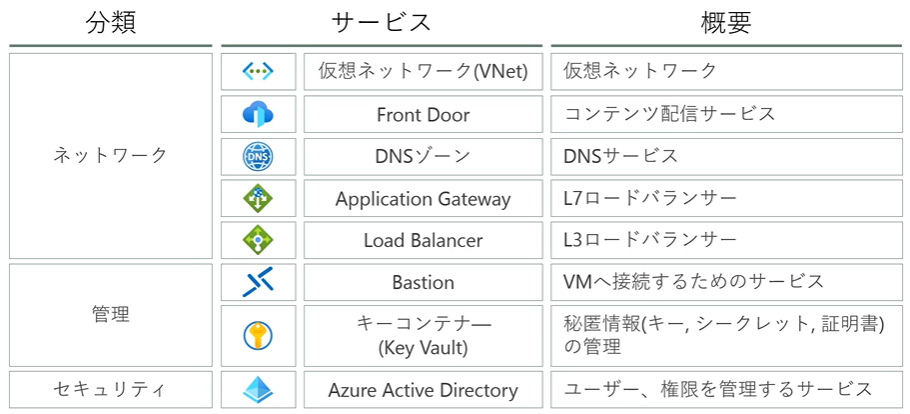 分類 サービス 概要
ネットワーク
仮想ネットワーク(VNet) 仮想ネットワーク
Front Door コンテンツ配信サービス
DNS DNSゾーン DNSサービス
Application Gateway L7ロードバランサー
Load Balancer L3ロードバランサー
管理
Bastion VMへ接続するためのサービス
キーコンテナ―
(Key Vault)
秘匿情報(キー, シークレット, 証明書)
の管理
セキュリティ Azure Active Directory ユーザー、権限を管理するサービス